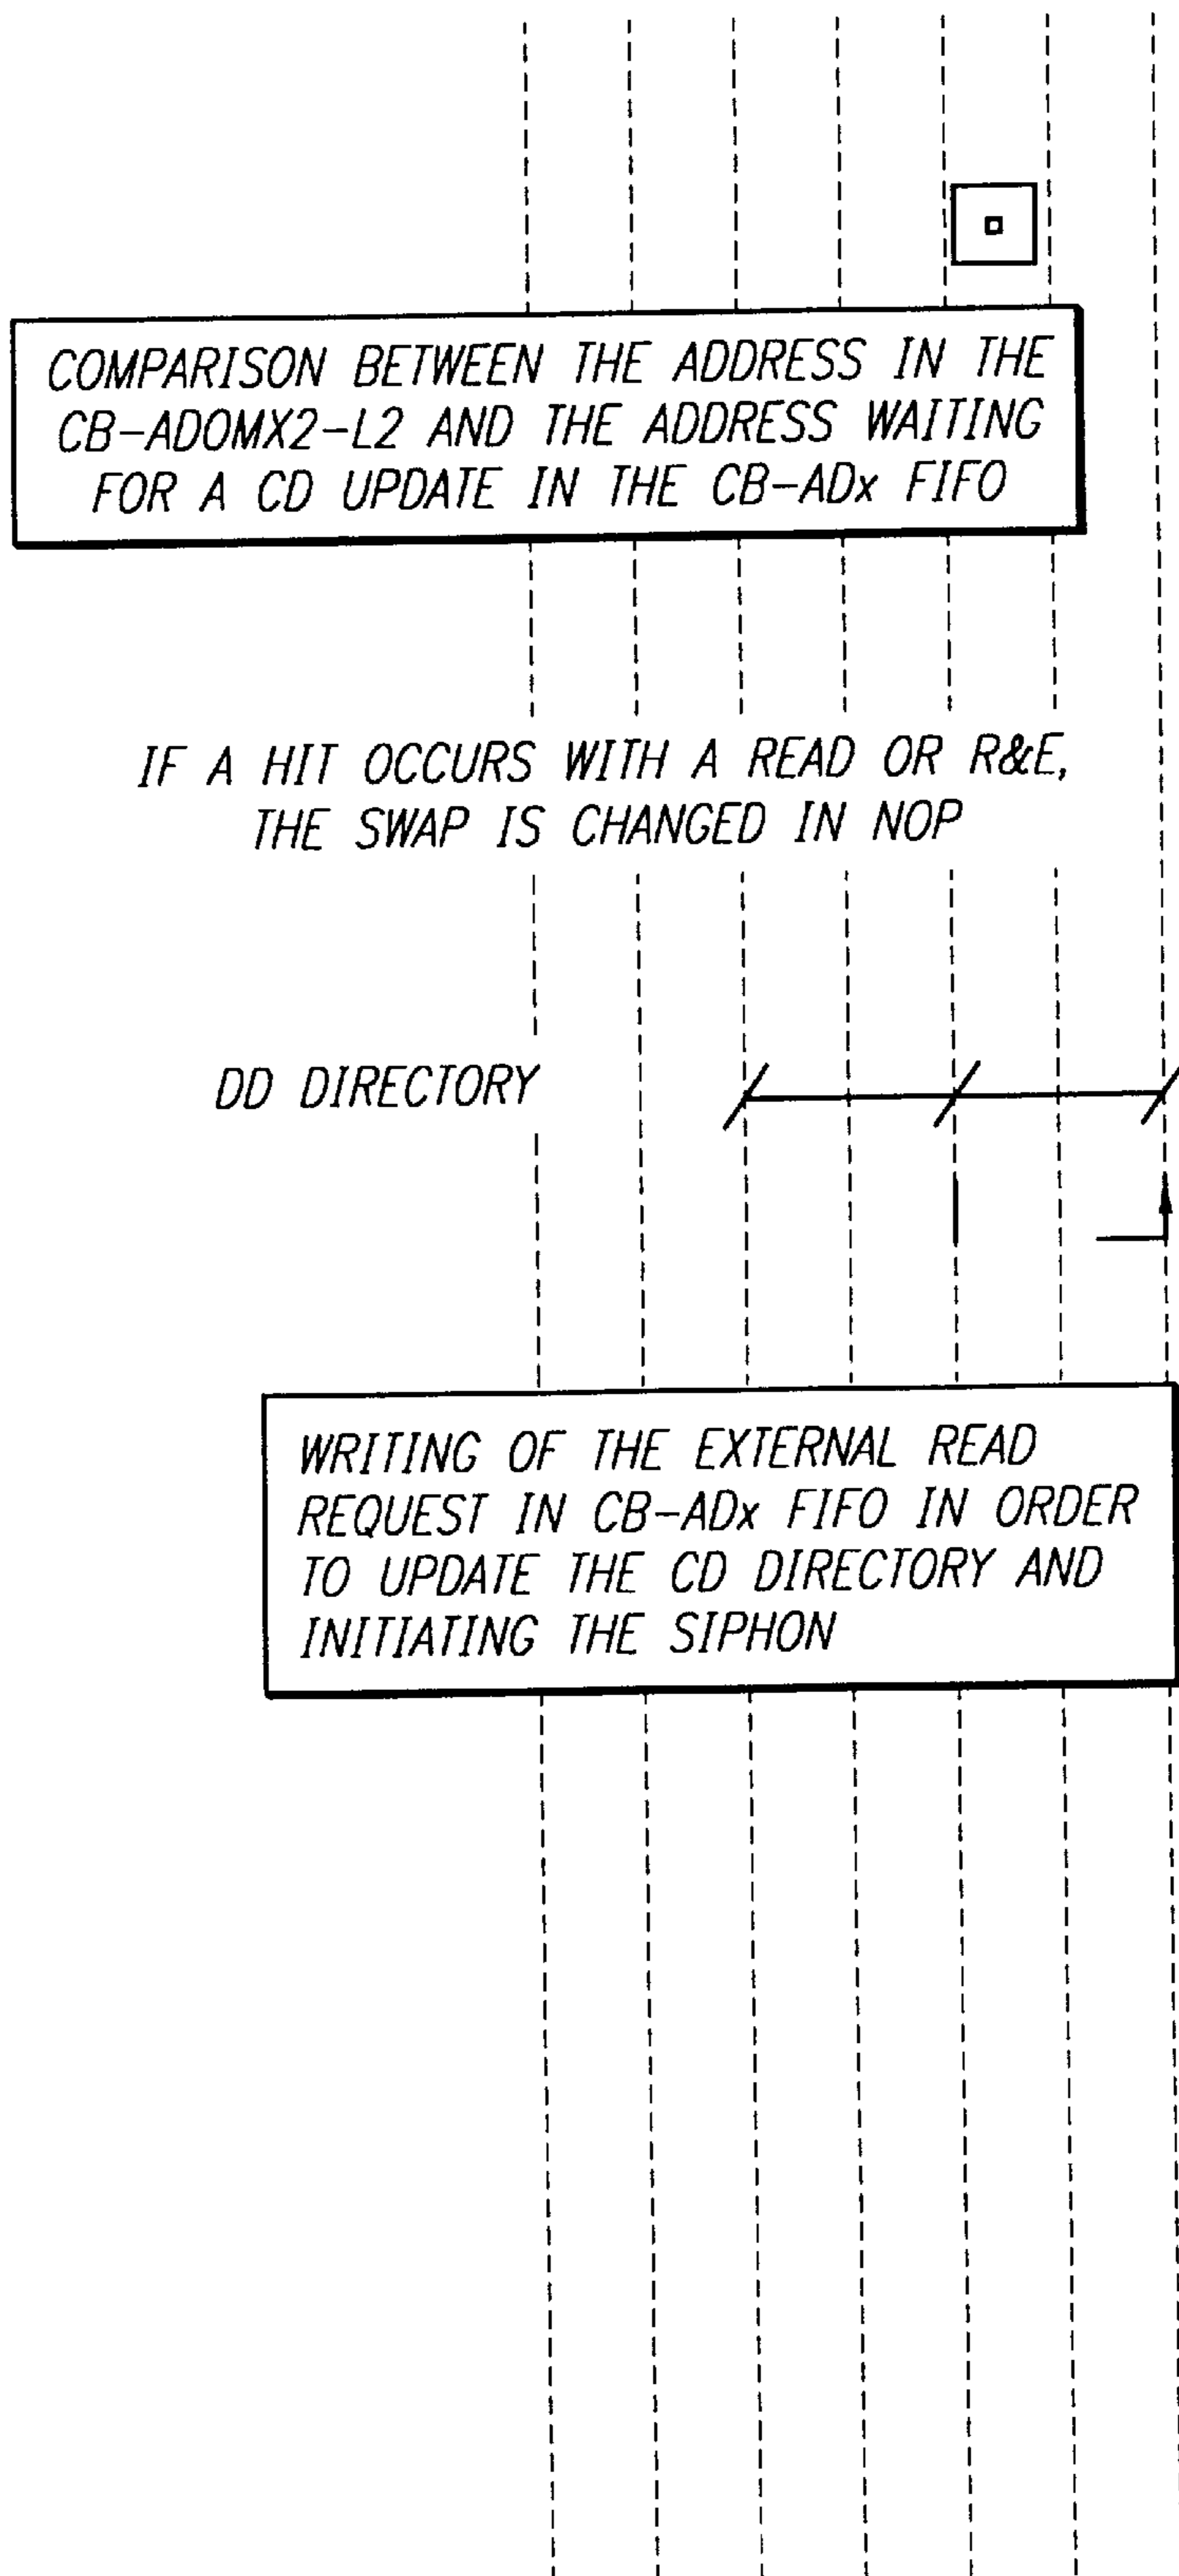 COMPARISON BETWEEN THE ADDRESS IN THE
CB-ADOMX2-L2 AND THE ADDRESS WAITING
FOR A CD UPDATE IN THE CB-ADx FIFO
IF A HIT OCCURS WITH A READ OR R&E,
THE SWAP IS CHANGED IN NOP
DD DIRECTORY
WRITING OF THE EXTERNAL READ
REQUEST IN CB-ADx FIFO IN ORDER
TO UPDATE THE CD DIRECTORY AND
INITIATING THE SIPHON